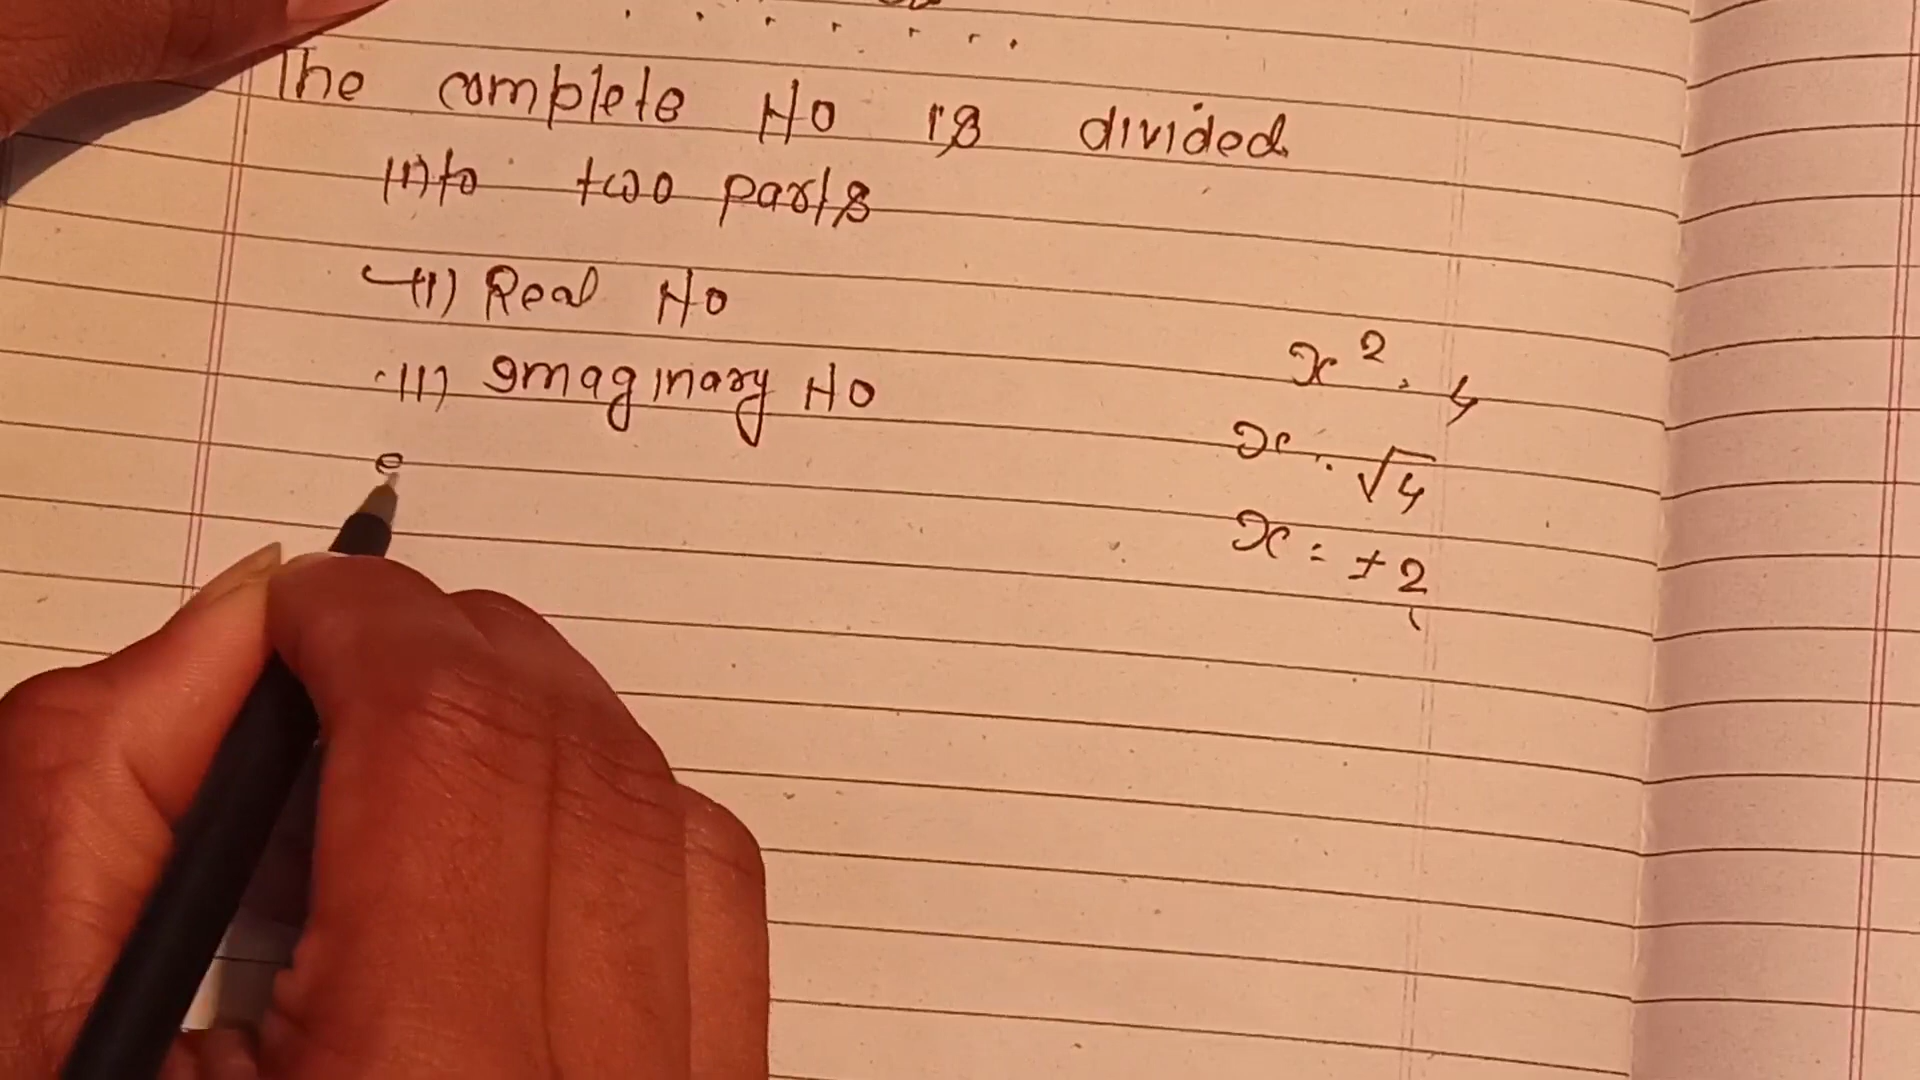 The complete No is divided
into two parts
(i) Real No
(ii) Imaginary No
x² = 4
x = √4
x = ±2